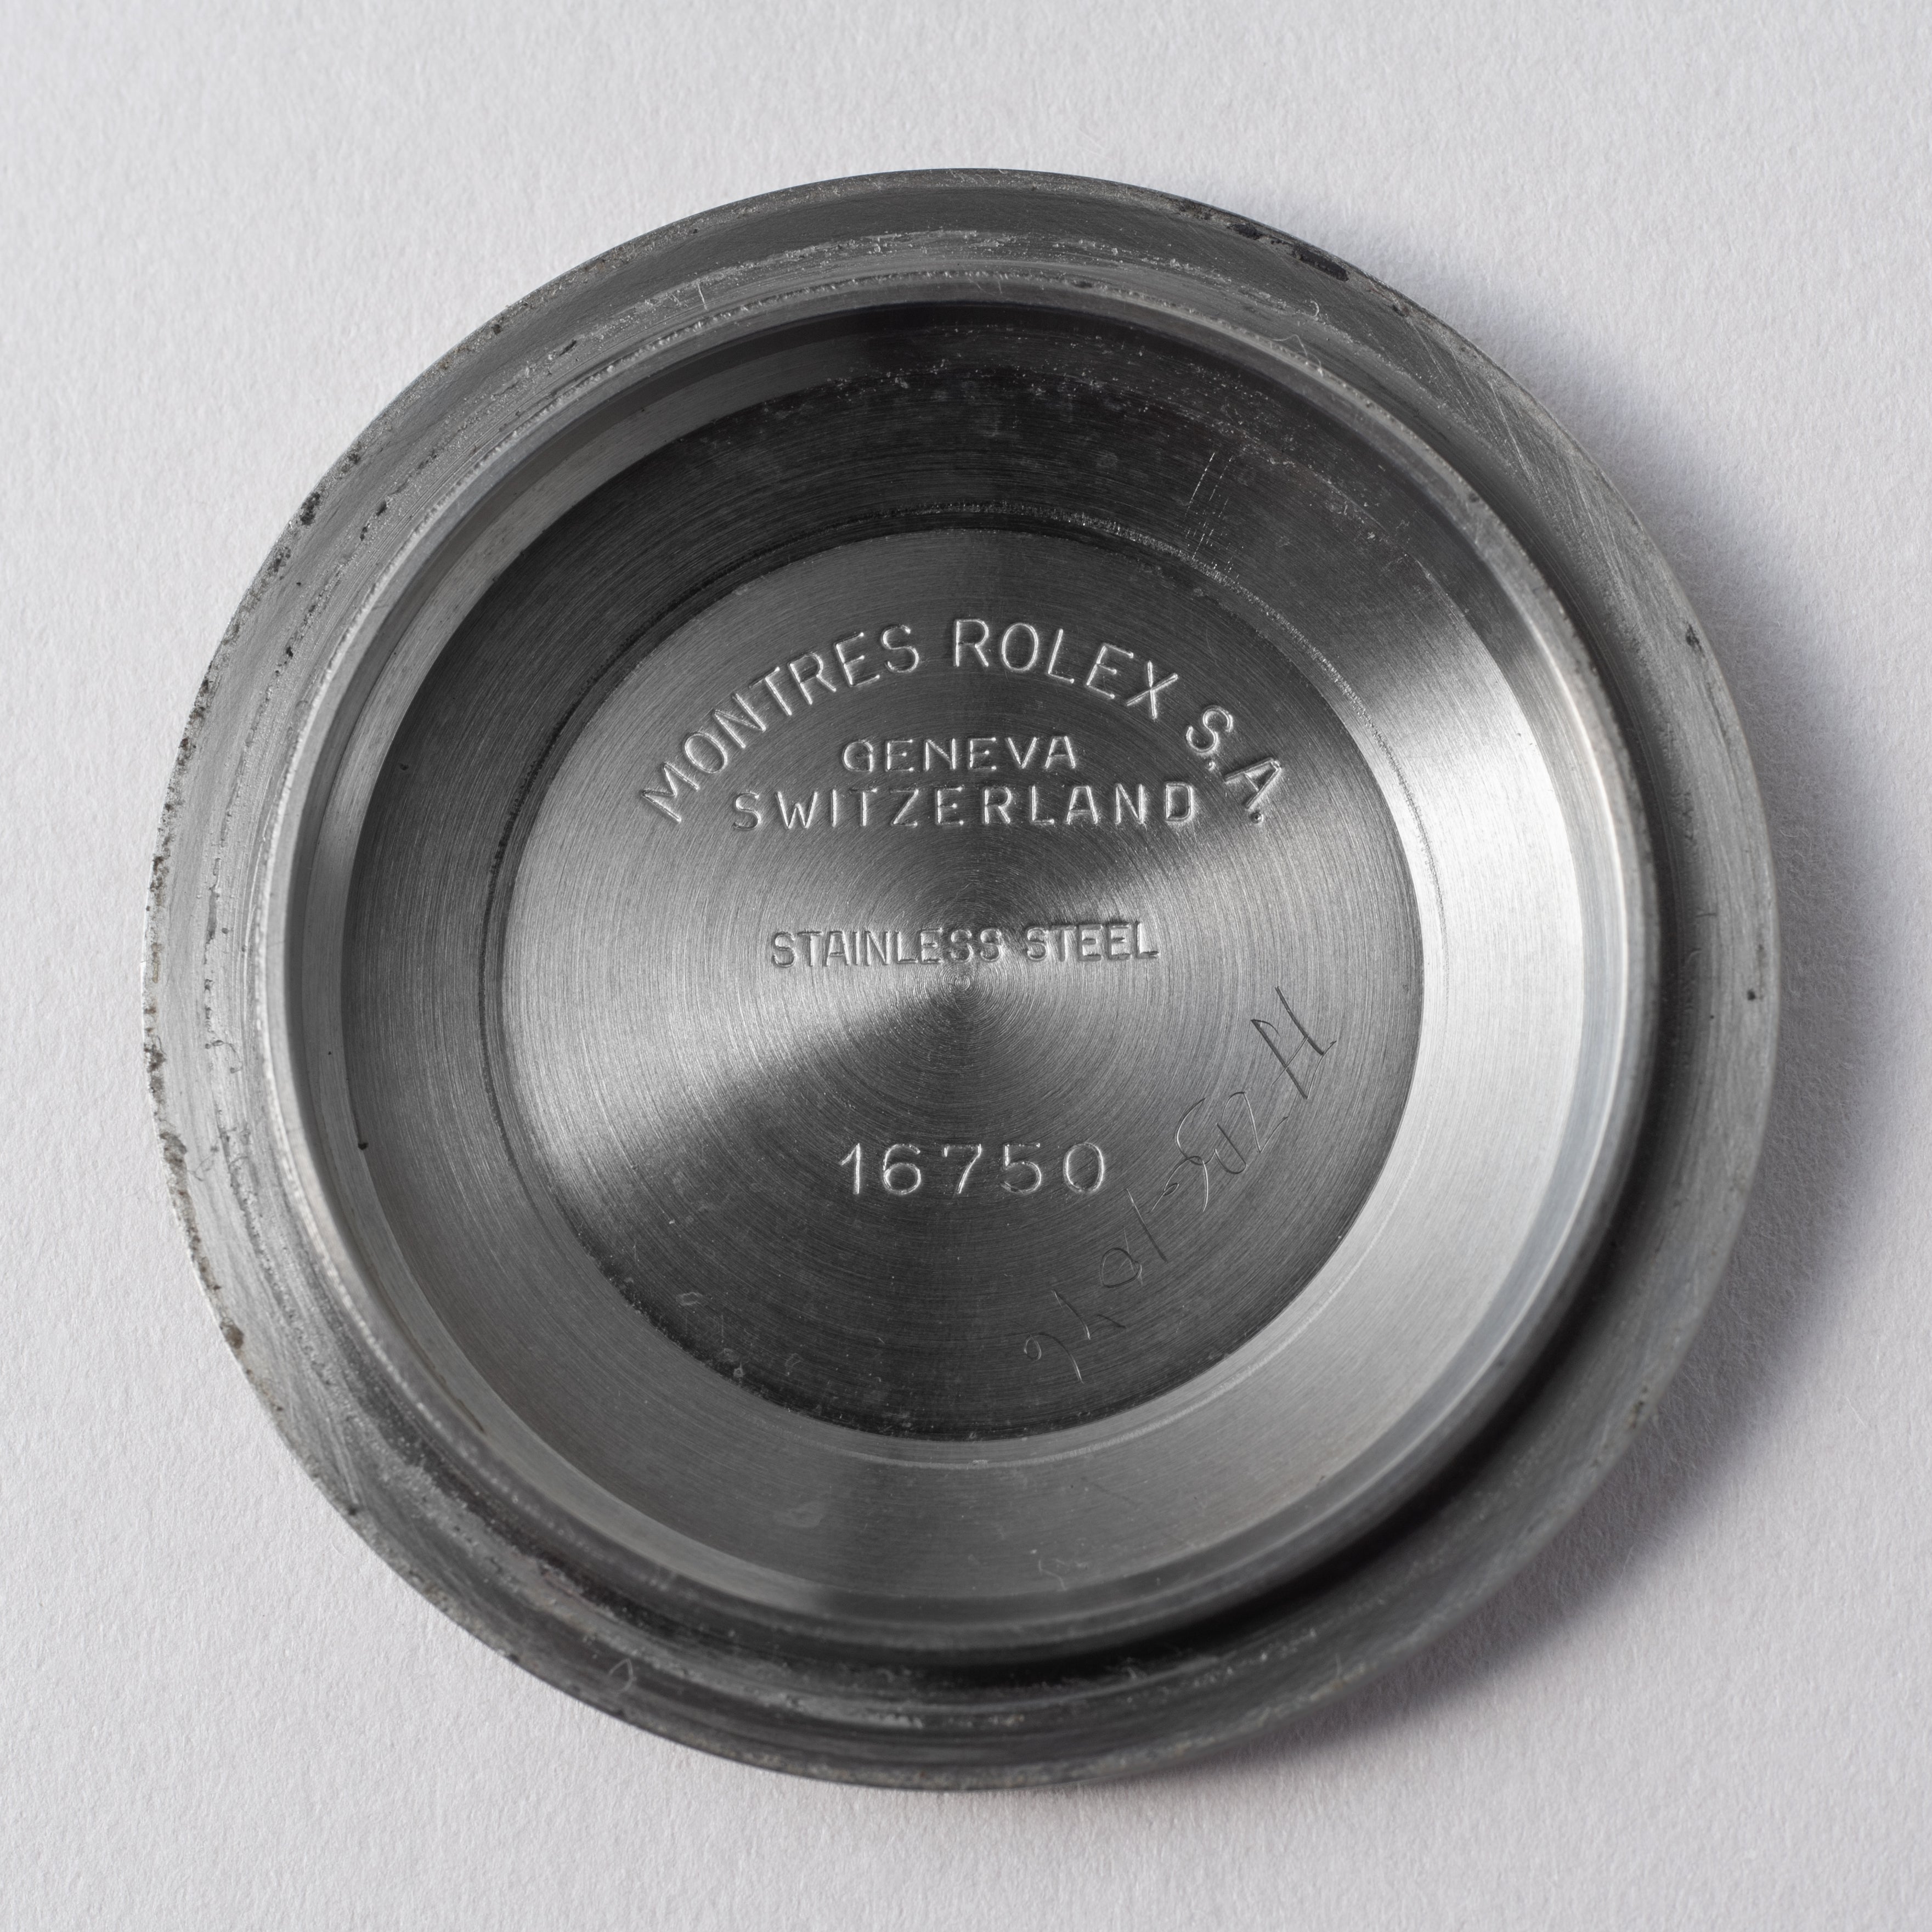 MONTRES ROLEX S.A.
GENEVA
SWITZERLAND
STAINLESS STEEL
16750